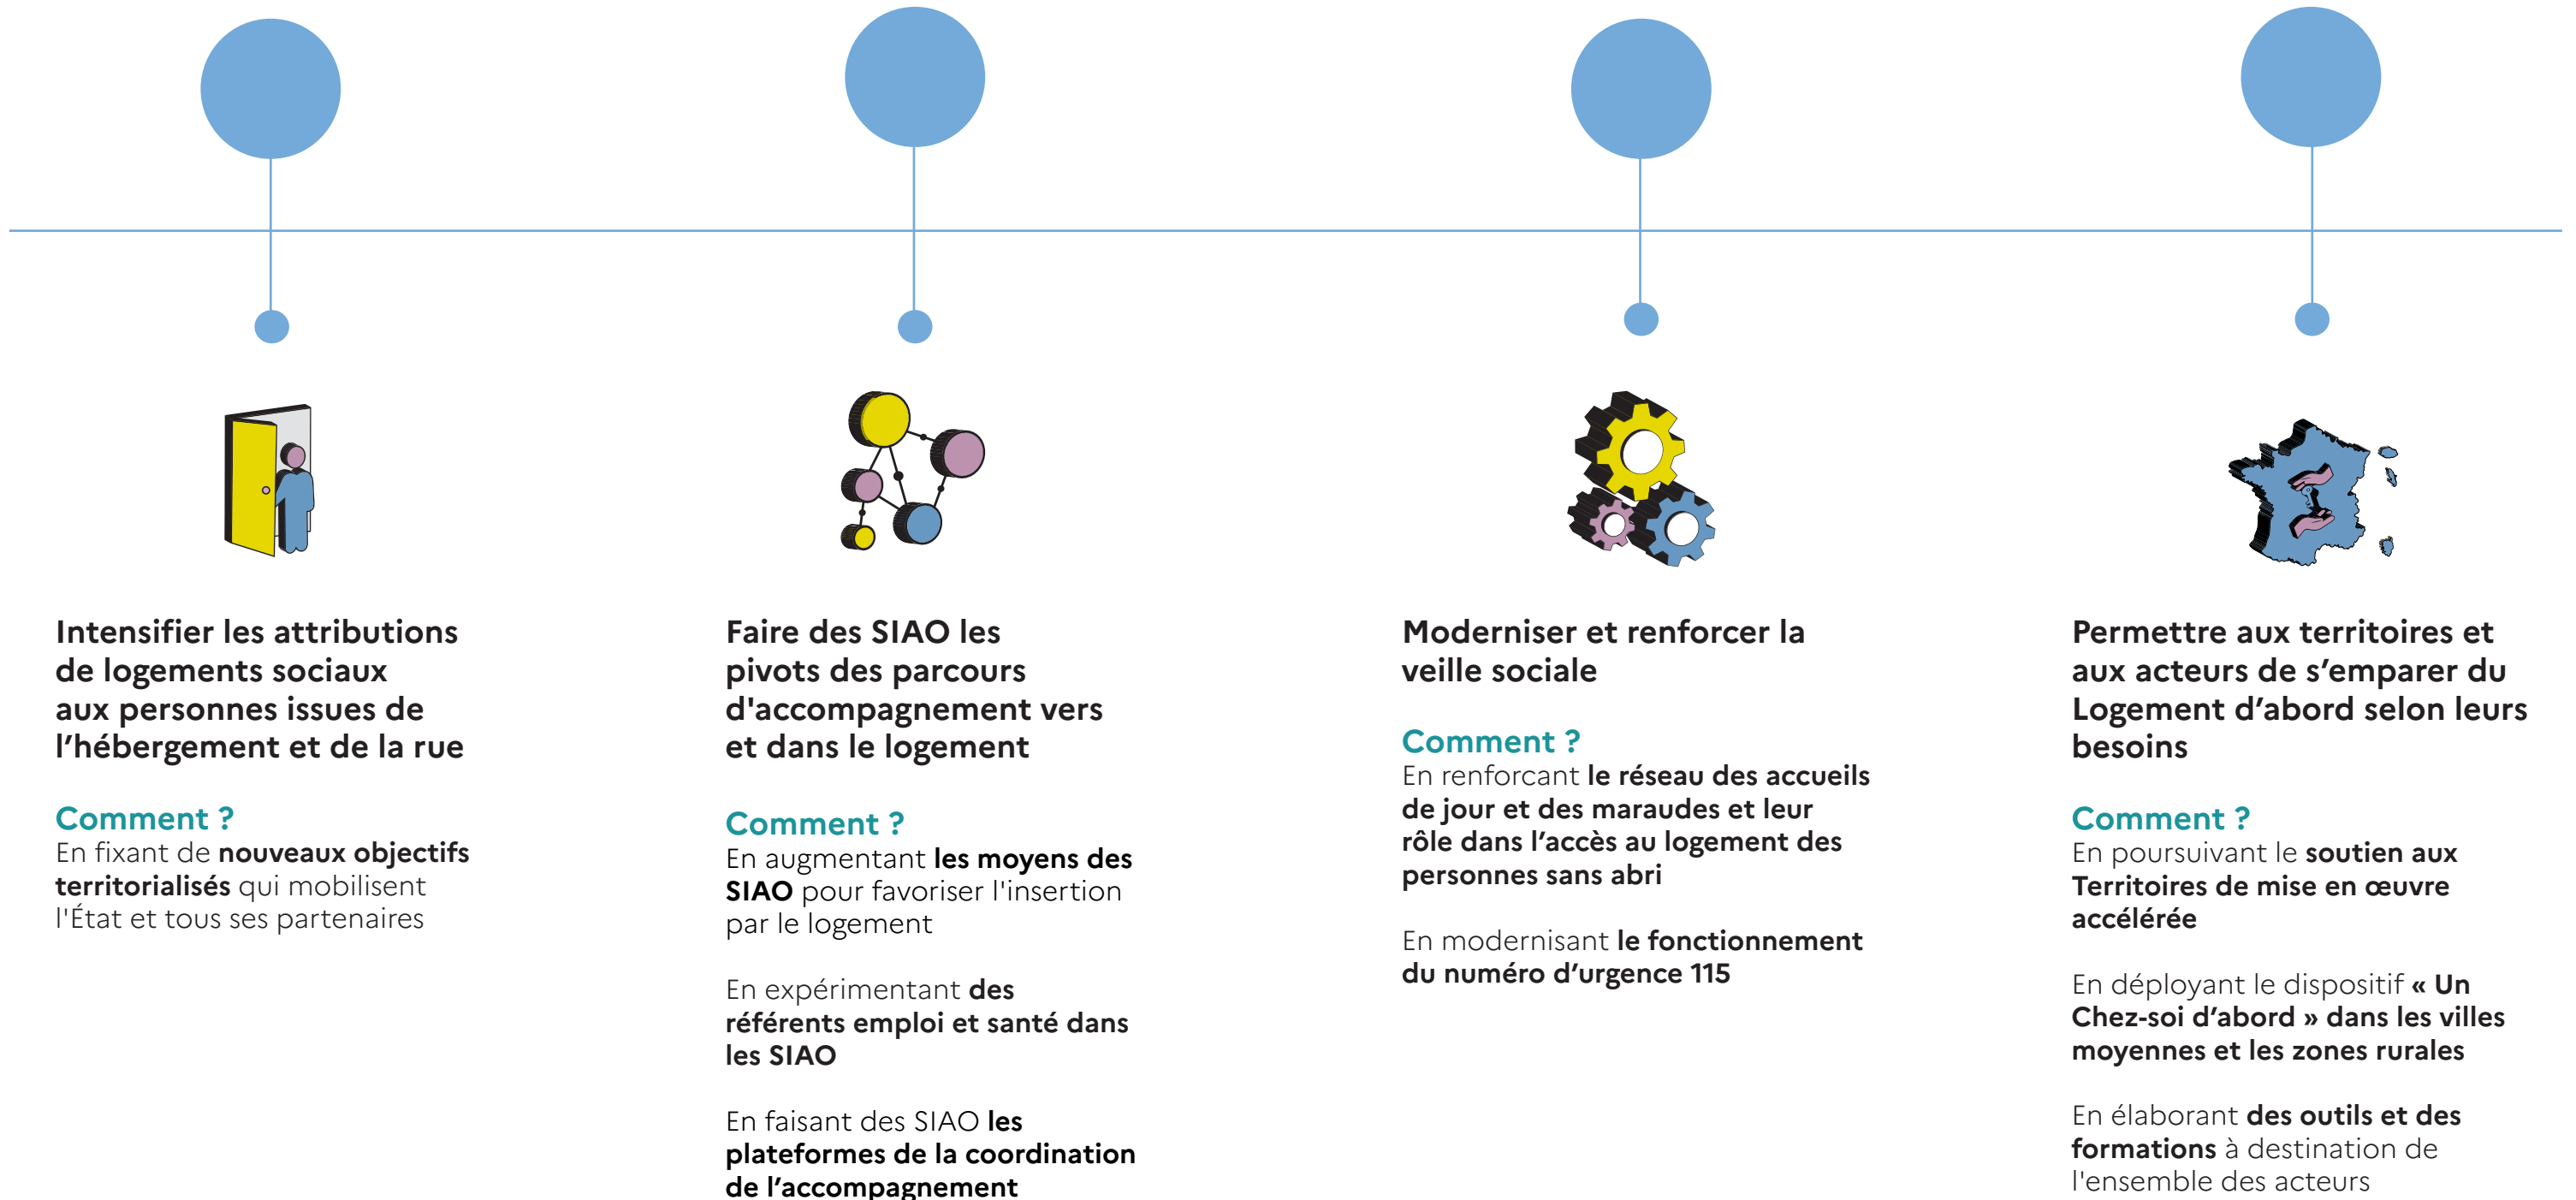 Intensifier les attributions
de logements sociaux
aux personnes issues de
l’hébergement et de la rue
Comment ?
En fixant de nouveaux objectifs
territorialisés qui mobilisent
l'État et tous ses partenaires
Faire des SIAO les
pivots des parcours
d'accompagnement vers
et dans le logement
Comment ?
En augmentant les moyens des
SIAO pour favoriser l'insertion
par le logement
En expérimentant des
référents emploi et santé dans
les SIAO
En faisant des SIAO les
plateformes de la coordination
de l’accompagnement
Moderniser et renforcer la
veille sociale
Comment ?
En renforcant le réseau des accueils
de jour et des maraudes et leur
rôle dans l’accès au logement des
personnes sans abri
En modernisant le fonctionnement
du numéro d’urgence 115
Permettre aux territoires et
aux acteurs de s’emparer du
Logement d’abord selon leurs
besoins
Comment ?
En poursuivant le soutien aux
Territoires de mise en œuvre
accélérée
En déployant le dispositif « Un
Chez-soi d’abord » dans les villes
moyennes et les zones rurales
En élaborant des outils et des
formations à destination de
l'ensemble des acteurs